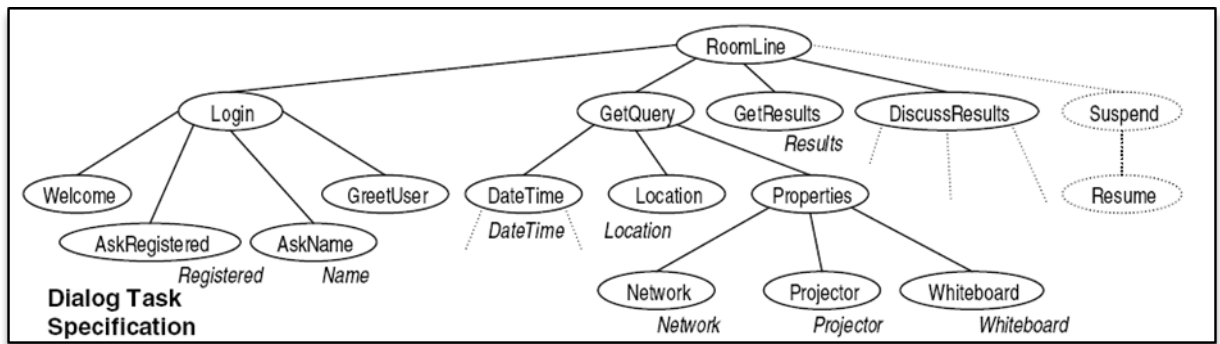 RoomLine
Login
GetQuery
GetResults
DiscussResults
Suspend
Results
Welcome
GreetUser
DateTime
Location
Properties
Resume
AskRegistered
AskName
DateTime
Location
Registered
Name
Dialog Task
Specification
Network
Projector
Whiteboard
Network
Projector
Whiteboard